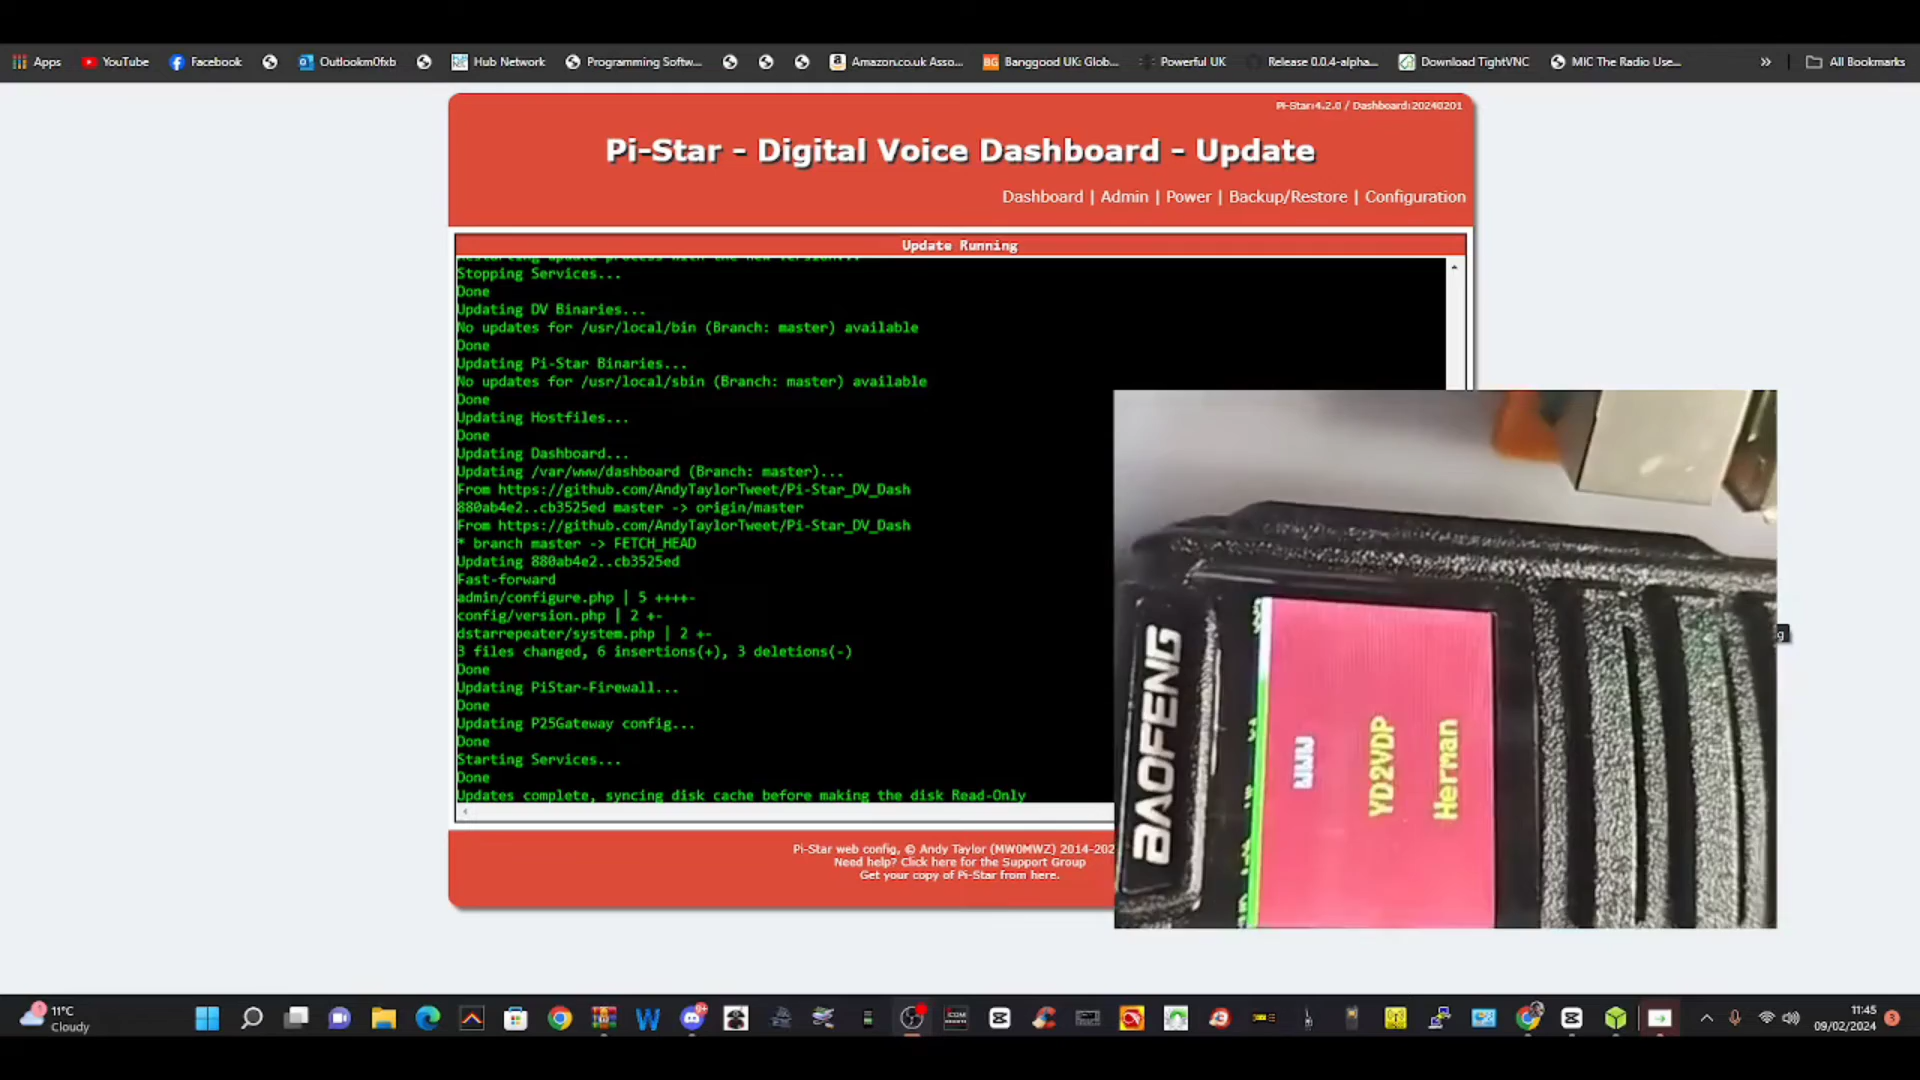 Apps YouTube Facebook Outlookm0fxb Hub Network Programming Softw... Amazon.co.uk Asso... Banggood UK: Glob... Powerful UK Release 0.0.4-alpha... Download TightVNC MIC The Radio Use... » All Bookmarks
Pi-Star:4.2.0 / Dashboard:20240201
Pi-Star - Digital Voice Dashboard - Update
Dashboard | Admin | Power | Backup/Restore | Configuration
Update Running
Restarting update process with the new version...
Stopping Services...
Done
Updating DV Binaries...
No updates for /usr/local/bin (Branch: master) available
Done
Updating Pi-Star Binaries...
No updates for /usr/local/sbin (Branch: master) available
Done
Updating Hostfiles...
Done
Updating Dashboard...
Updating /var/www/dashboard (Branch: master)...
From https://github.com/AndyTaylorTweet/Pi-Star_DV_Dash
880ab4e2..cb3525ed master -> origin/master
From https://github.com/AndyTaylorTweet/Pi-Star_DV_Dash
* branch master -> FETCH_HEAD
Updating 880ab4e2..cb3525ed
Fast-forward
admin/configure.php | 5 ++++-
config/version.php | 2 +-
dstarrepeater/system.php | 2 +-
3 files changed, 6 insertions(+), 3 deletions(-)
Done
Updating PiStar-Firewall...
Done
Updating P25Gateway config...
Done
Starting Services...
Done
Updates complete, syncing disk cache before making the disk Read-Only
Pi-Star web config, © Andy Taylor (MW0MWZ) 2014-202
Need help? Click here for the Support Group
Get your copy of Pi-Star from here.
BAOFENG
WWW
YD2VDP
Herman
11°C
Cloudy
11:45
09/02/2024
3